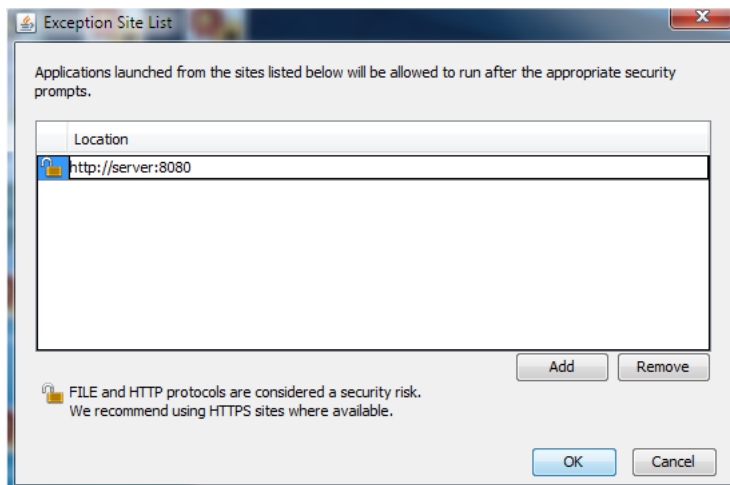 Exception Site List
Applications launched from the sites listed below will be allowed to run after the appropriate security
prompts.
Location
http://server:8080
Add
Remove
FILE and HTTP protocols are considered a security risk.
We recommend using HTTPS sites where available.
OK
Cancel